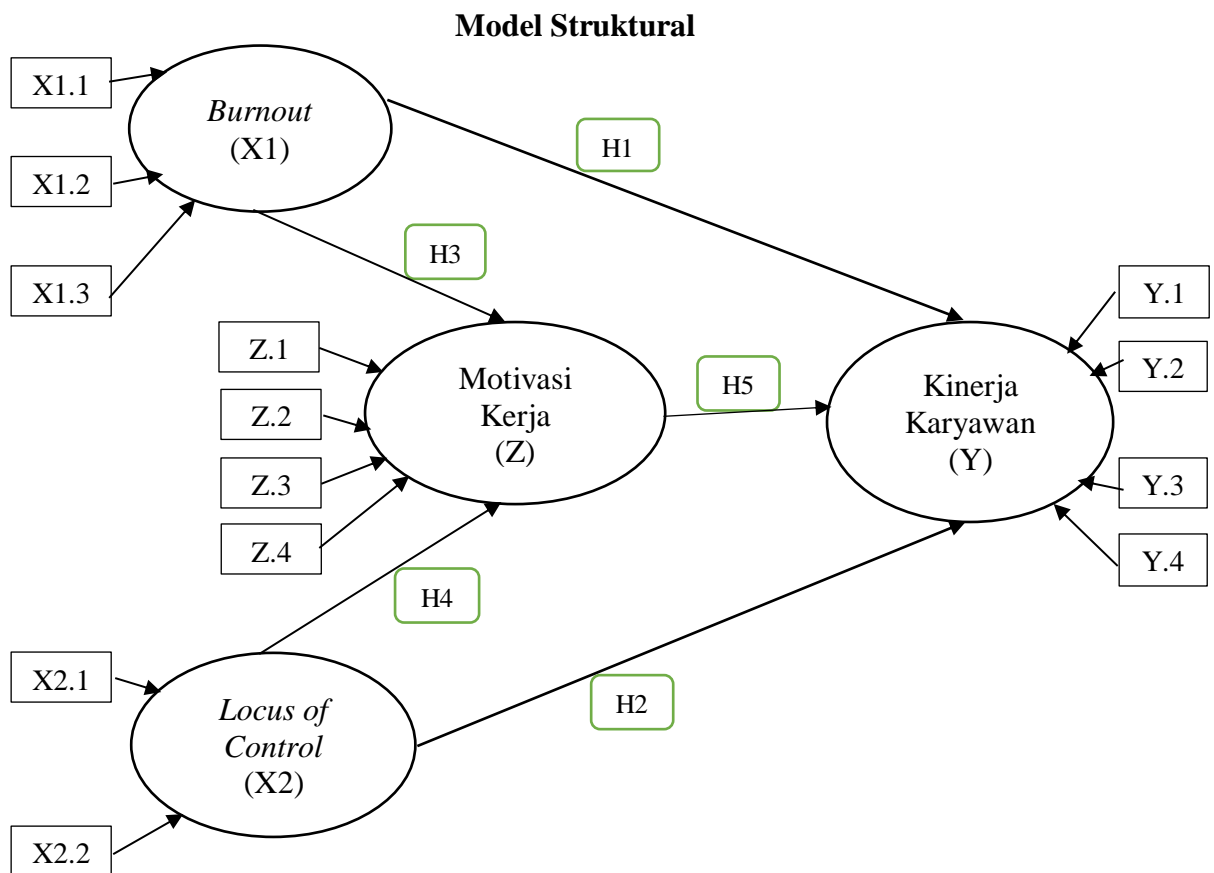 Model Struktural
X1.1
Burnout
(X1)
H1
X1.2
H3
X1.3
Y.1
Z.1
Y.2
Motivasi
Kerja
(Z)
H5
Kinerja
Karyawan
(Y)
Z.2
Z.3
Y.3
Z.4
Y.4
H4
X2.1
Locus of
Control
(X2)
H2
X2.2